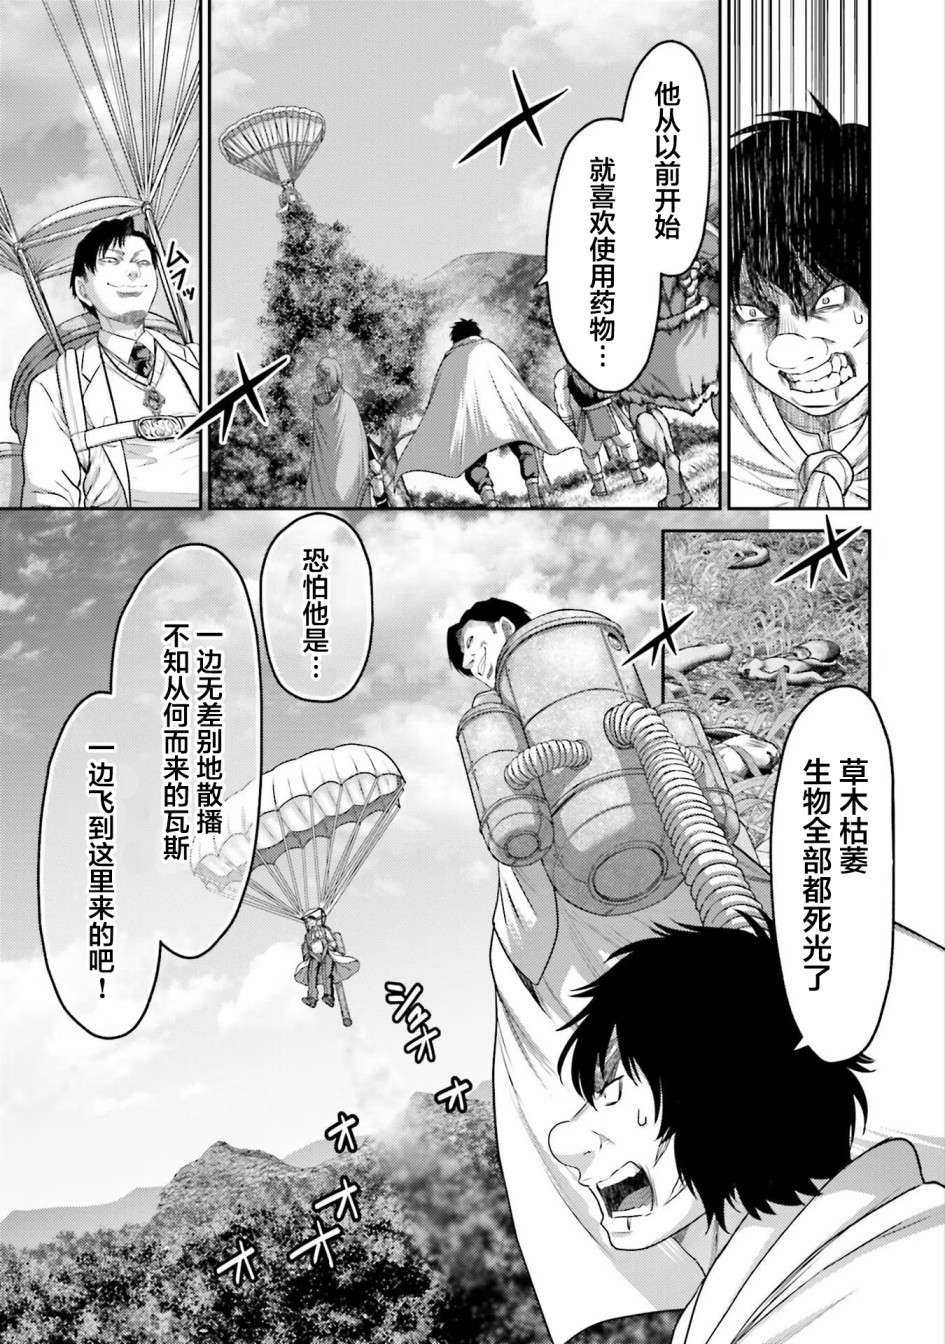 他从以前开始
就喜欢使用药物…
ムフッ
草木枯萎
生物全部都死光了
恐怕他是…
一边无差别地散播
不知从何而来的瓦斯
一边飞到这里来的吧！
シュオォ
オオオオ